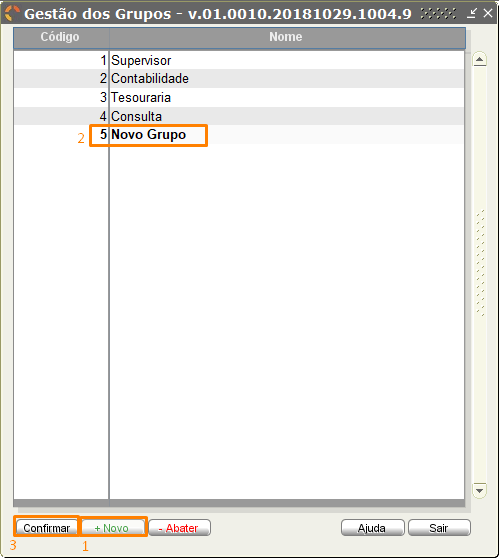 Gestão dos Grupos - v.01.0010.20181029.1004.9
Código Nome
1 Supervisor
2 Contabilidade
3 Tesouraria
4 Consulta
2 5 Novo Grupo
Confirmar + Novo - Abater Ajuda Sair
3 1